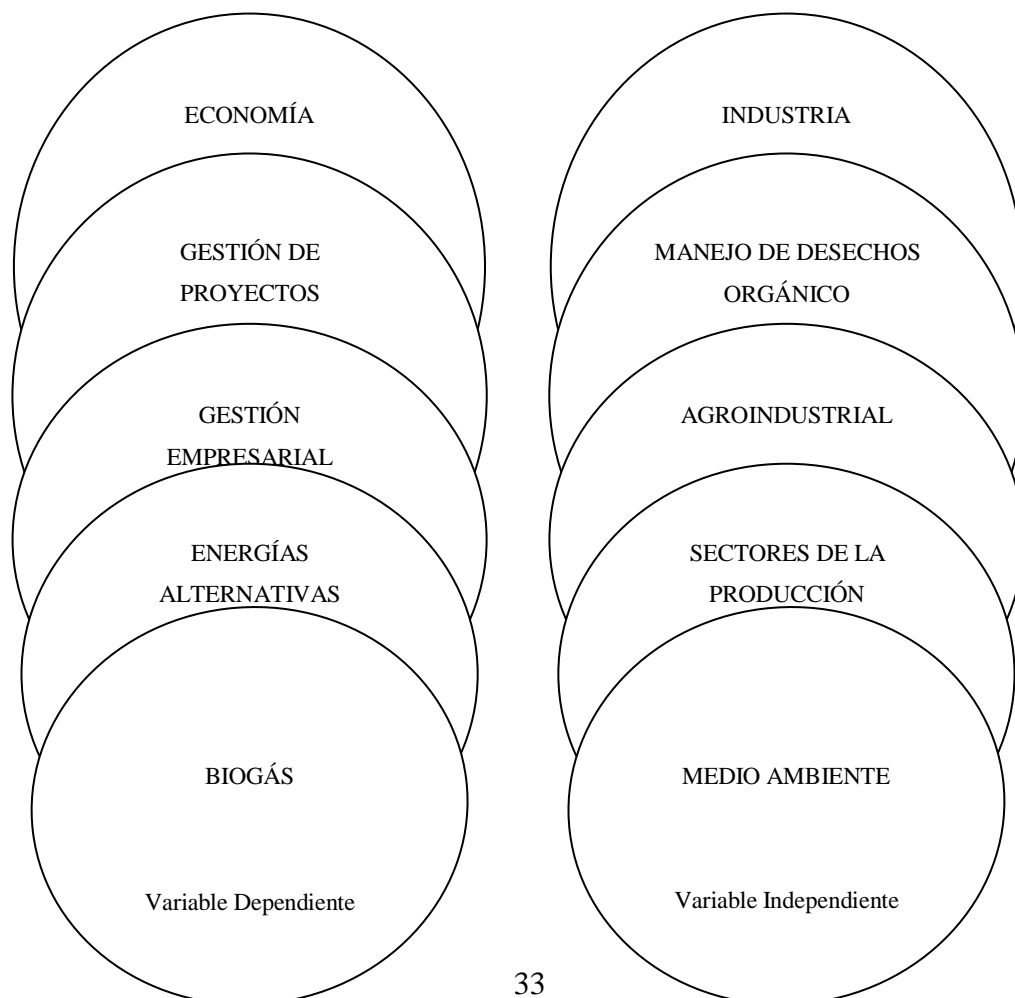 ECONOMÍA
GESTIÓN DE
PROYECTOS
GESTIÓN
EMPRESARIAL
ENERGÍAS
ALTERNATIVAS
BIOGÁS
Variable Dependiente
INDUSTRIA
MANEJO DE DESECHOS
ORGÁNICO
AGROINDUSTRIAL
SECTORES DE LA
PRODUCCIÓN
MEDIO AMBIENTE
Variable Independiente
33